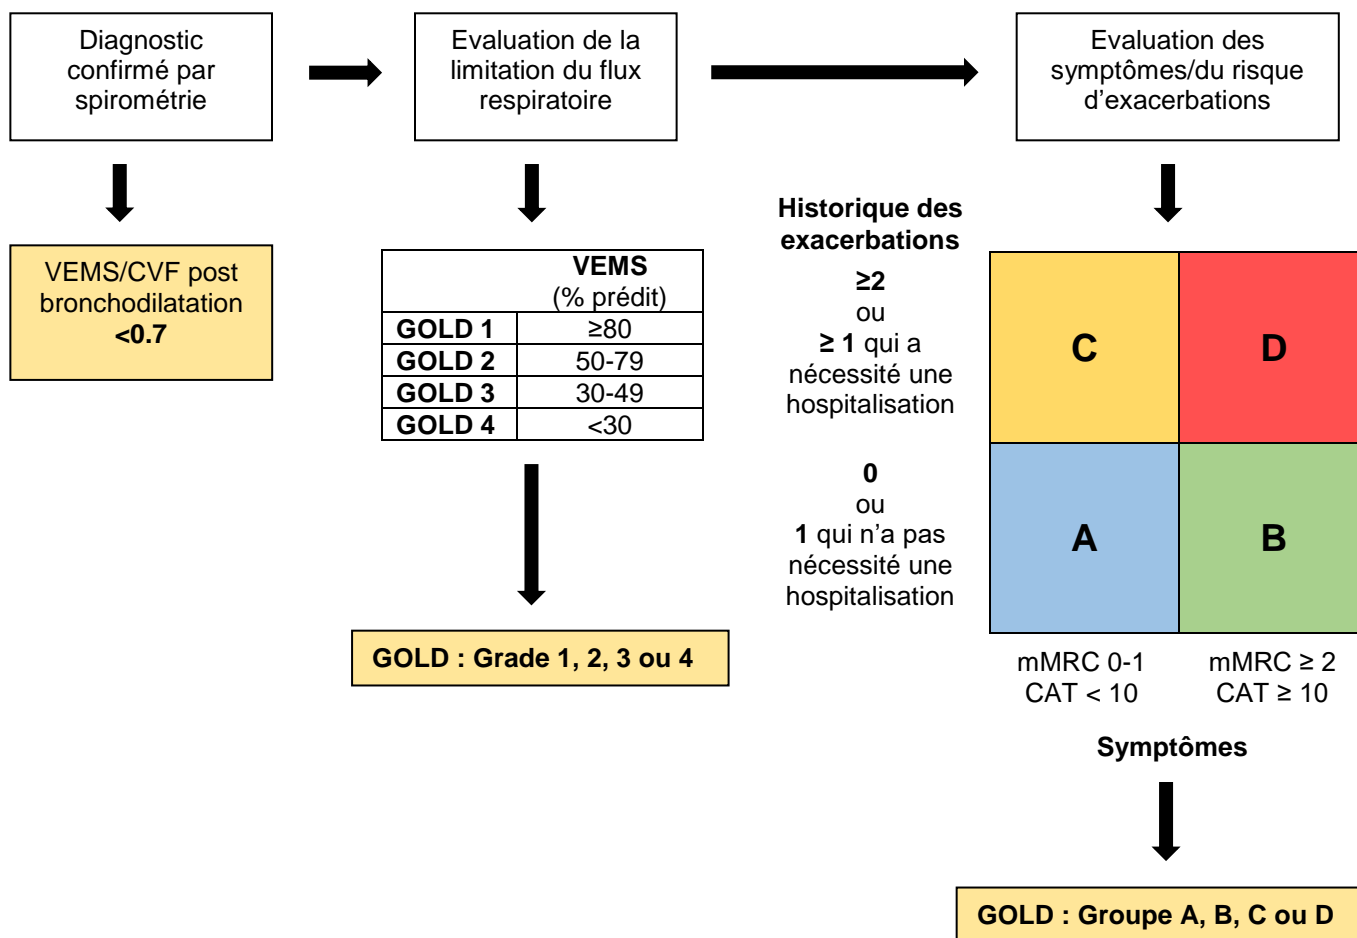 Diagnostic
confirmé par
spirométrie
Evaluation de la
limitation du flux
respiratoire
Evaluation des
symptômes/du risque
d'exacerbations
VEMS/CVF post
bronchodilatation
<0.7
VEMS
(% prédit)
GOLD 1 ≥80
GOLD 2 50-79
GOLD 3 30-49
GOLD 4 <30
GOLD : Grade 1, 2, 3 ou 4
Historique des
exacerbations
≥2
ou
≥ 1 qui a
nécessité une
hospitalisation
0
ou
1 qui n'a pas
nécessité une
hospitalisation
C D
A B
mMRC 0-1 mMRC ≥ 2
CAT < 10 CAT ≥ 10
Symptômes
GOLD : Groupe A, B, C ou D